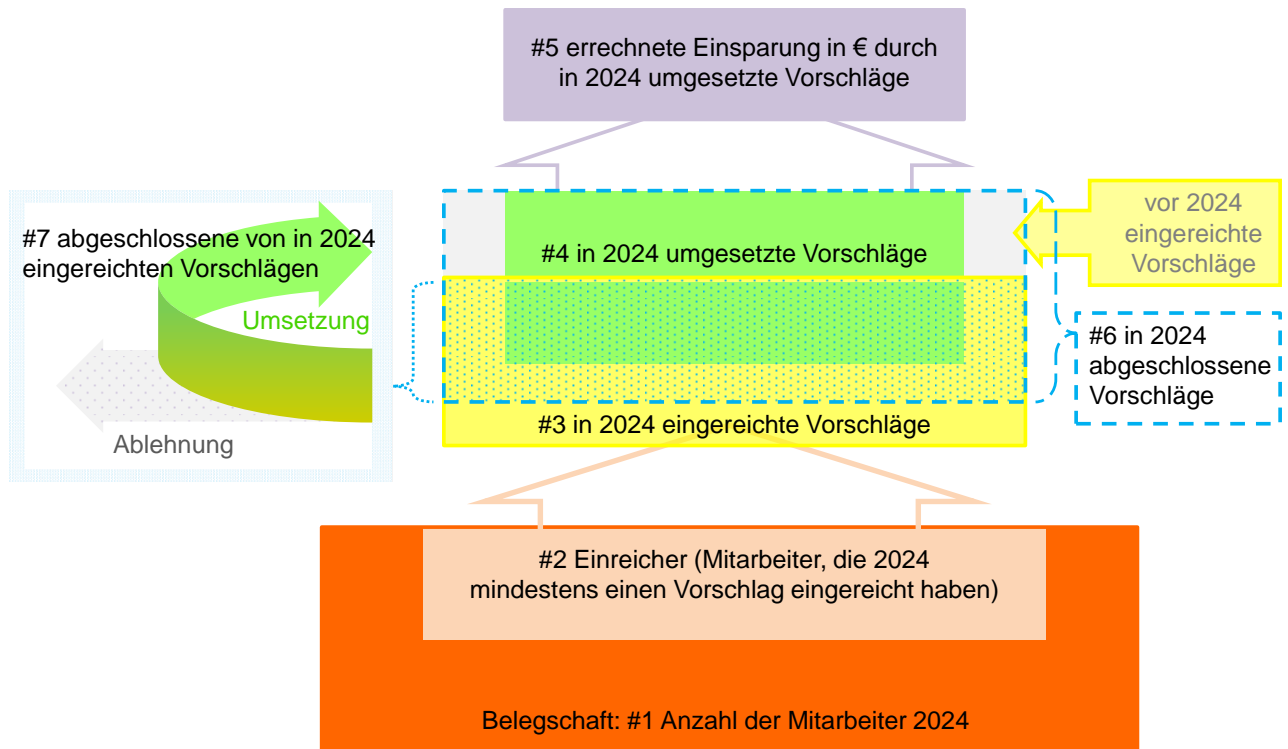 #5 errechnete Einsparung in € durch
in 2024 umgesetzte Vorschläge
#7 abgeschlossene von in 2024
eingereichten Vorschlägen
Umsetzung
Ablehnung
#4 in 2024 umgesetzte Vorschläge
vor 2024
eingereichte
Vorschläge
#6 in 2024
abgeschlossene
Vorschläge
#3 in 2024 eingereichte Vorschläge
#2 Einreicher (Mitarbeiter, die 2024
mindestens einen Vorschlag eingereicht haben)
Belegschaft: #1 Anzahl der Mitarbeiter 2024